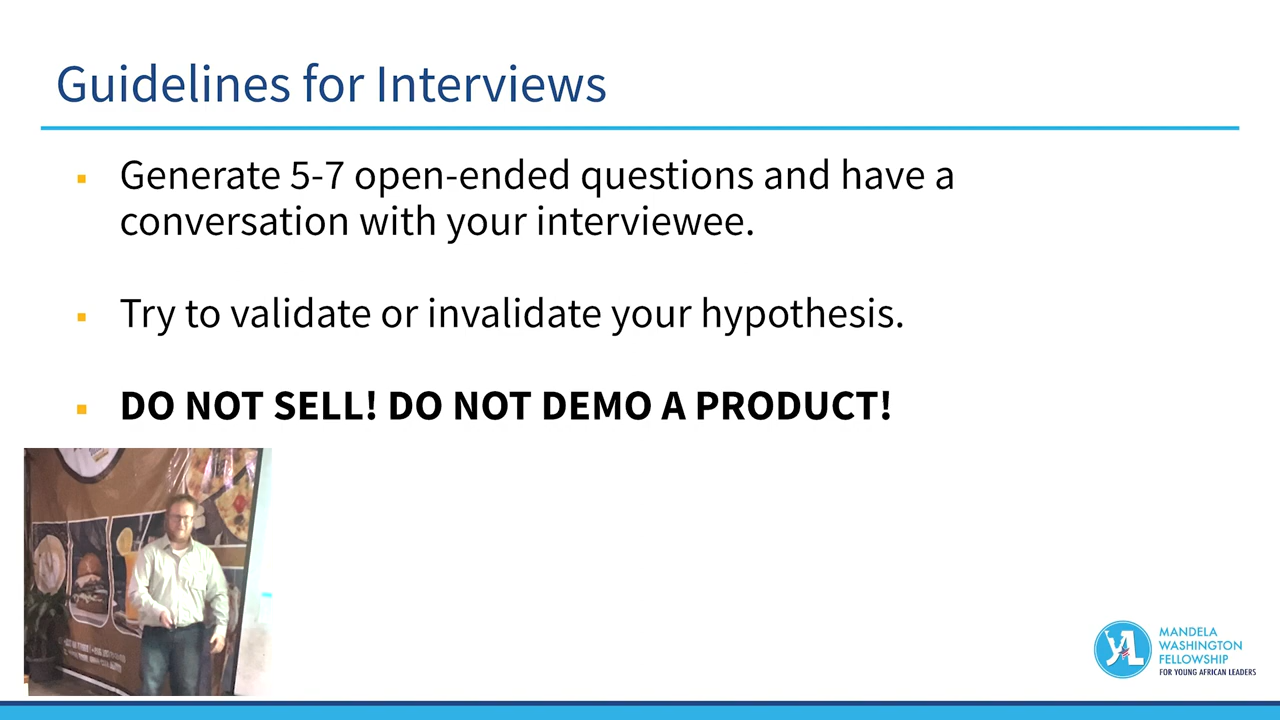 Guidelines for Interviews
Generate 5-7 open-ended questions and have a
conversation with your interviewee.
Try to validate or invalidate your hypothesis.
DO NOT SELL! DO NOT DEMO A PRODUCT!
YAL
MANDELA
WASHINGTON
FELLOWSHIP
FOR YOUNG AFRICAN LEADERS